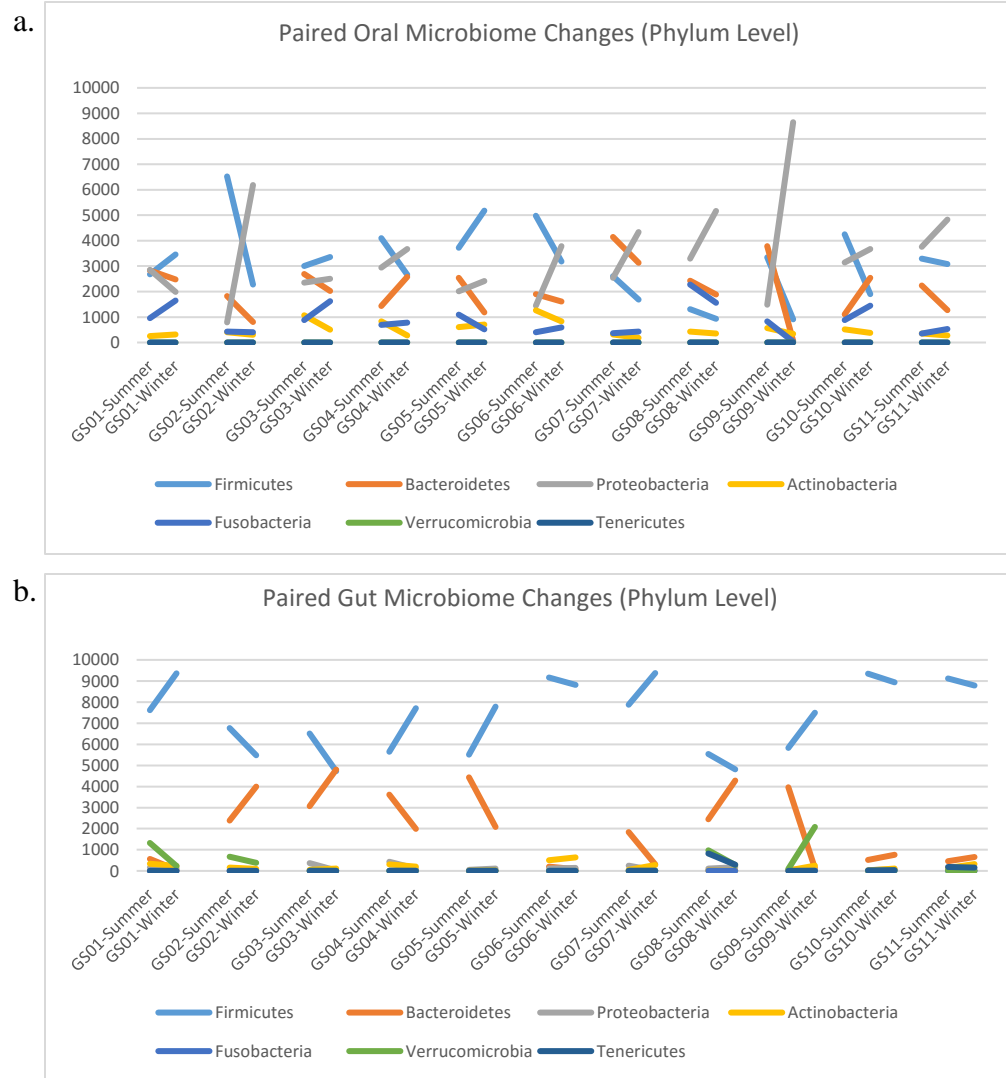 a.
Paired Oral Microbiome Changes (Phylum Level)
10000
9000
8000
7000
6000
5000
4000
3000
2000
1000
0
GS01-Summer
GS01-Winter
GS02-Summer
GS02-Winter
GS03-Summer
GS03-Winter
GS04-Summer
GS04-Winter
GS05-Summer
GS05-Winter
GS06-Summer
GS06-Winter
GS07-Summer
GS07-Winter
GS08-Summer
GS08-Winter
GS09-Summer
GS09-Winter
GS10-Summer
GS10-Winter
GS11-Summer
GS11-Winter
Firmicutes Bacteroidetes Proteobacteria Actinobacteria
Fusobacteria Verrucomicrobia Tenericutes
b.
Paired Gut Microbiome Changes (Phylum Level)
10000
9000
8000
7000
6000
5000
4000
3000
2000
1000
0
GS01-Summer
GS01-Winter
GS02-Summer
GS02-Winter
GS03-Summer
GS03-Winter
GS04-Summer
GS04-Winter
GS05-Summer
GS05-Winter
GS06-Summer
GS06-Winter
GS07-Summer
GS07-Winter
GS08-Summer
GS08-Winter
GS09-Summer
GS09-Winter
GS10-Summer
GS10-Winter
GS11-Summer
GS11-Winter
Firmicutes Bacteroidetes Proteobacteria Actinobacteria
Fusobacteria Verrucomicrobia Tenericutes